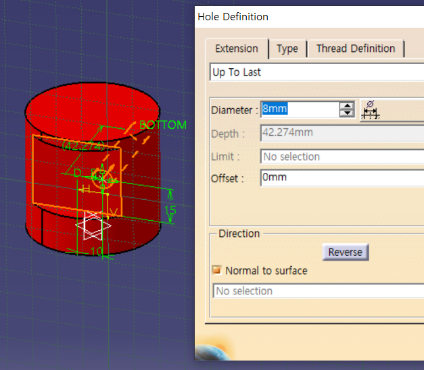 Hole Definition
Extension Type Thread Definition
Up To Last
Diameter : 8mm
Depth : 42.274mm
Limit : No selection
Offset : 0mm
Direction
Reverse
Normal to surface
No selection
BOTTOM
(42.274)
D
H
V
15
10